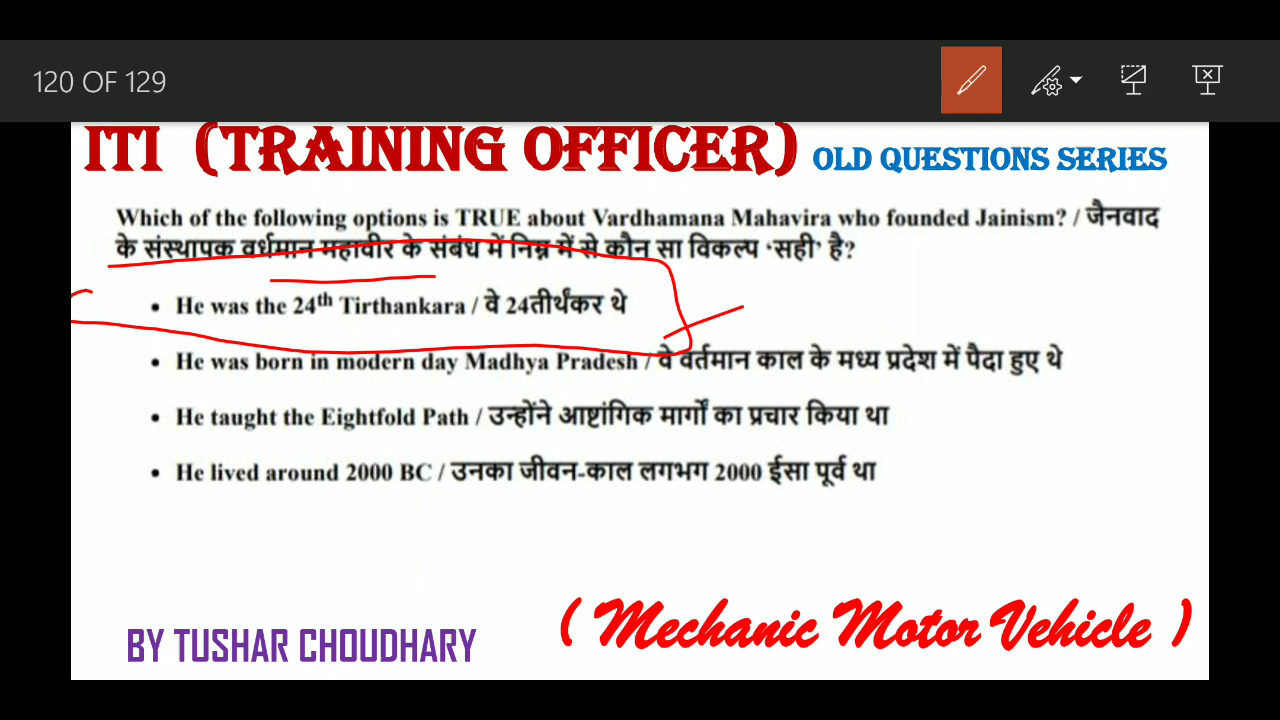 120 OF 129
ITI (TRAINING OFFICER) OLD QUESTIONS SERIES
Which of the following options is TRUE about Vardhamana Mahavira who founded Jainism? / जैनवाद
के संस्थापक वर्धमान महावीर के संबंध में निम्न में से कौन सा विकल्प ‘सही’ है?
• He was the 24th Tirthankara / वे 24तीर्थंकर थे
• He was born in modern day Madhya Pradesh / वे वर्तमान काल के मध्य प्रदेश में पैदा हुए थे
• He taught the Eightfold Path / उन्होंने आष्टांगिक मार्गों का प्रचार किया था
• He lived around 2000 BC / उनका जीवन-काल लगभग 2000 ईसा पूर्व था
BY TUSHAR CHOUDHARY
( Mechanic Motor Vehicle )